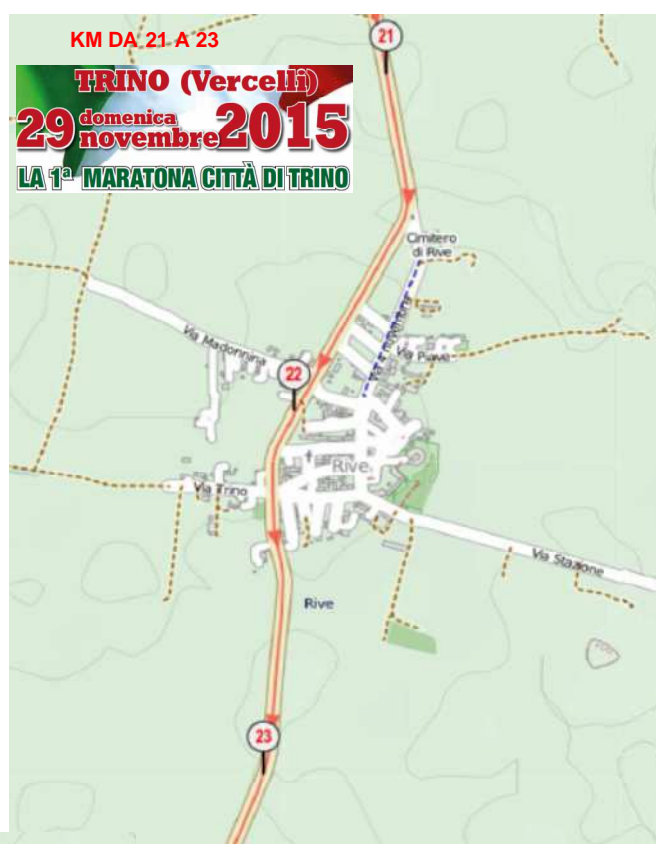 KM DA 21 A 23
21
TRINO (Vercelli)
29 domenica novembre 2015
LA 1ª MARATONA CITTÀ DI TRINO
Cimitero
di Rive
Via Madonnina
Via Piave
22
Rive
Via Trino
Via Stazione
Rive
23